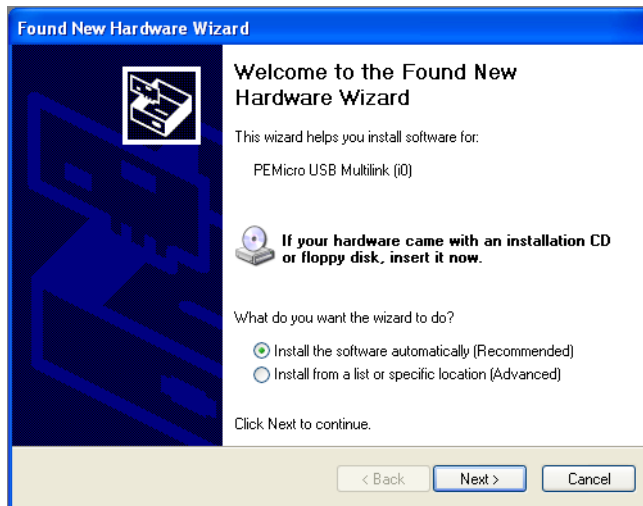 Found New Hardware Wizard
Welcome to the Found New
Hardware Wizard
This wizard helps you install software for:
PEMicro USB Multilink (i0)
If your hardware came with an installation CD
or floppy disk, insert it now.
What do you want the wizard to do?
Install the software automatically (Recommended)
Install from a list or specific location (Advanced)
Click Next to continue.
< Back Next > Cancel